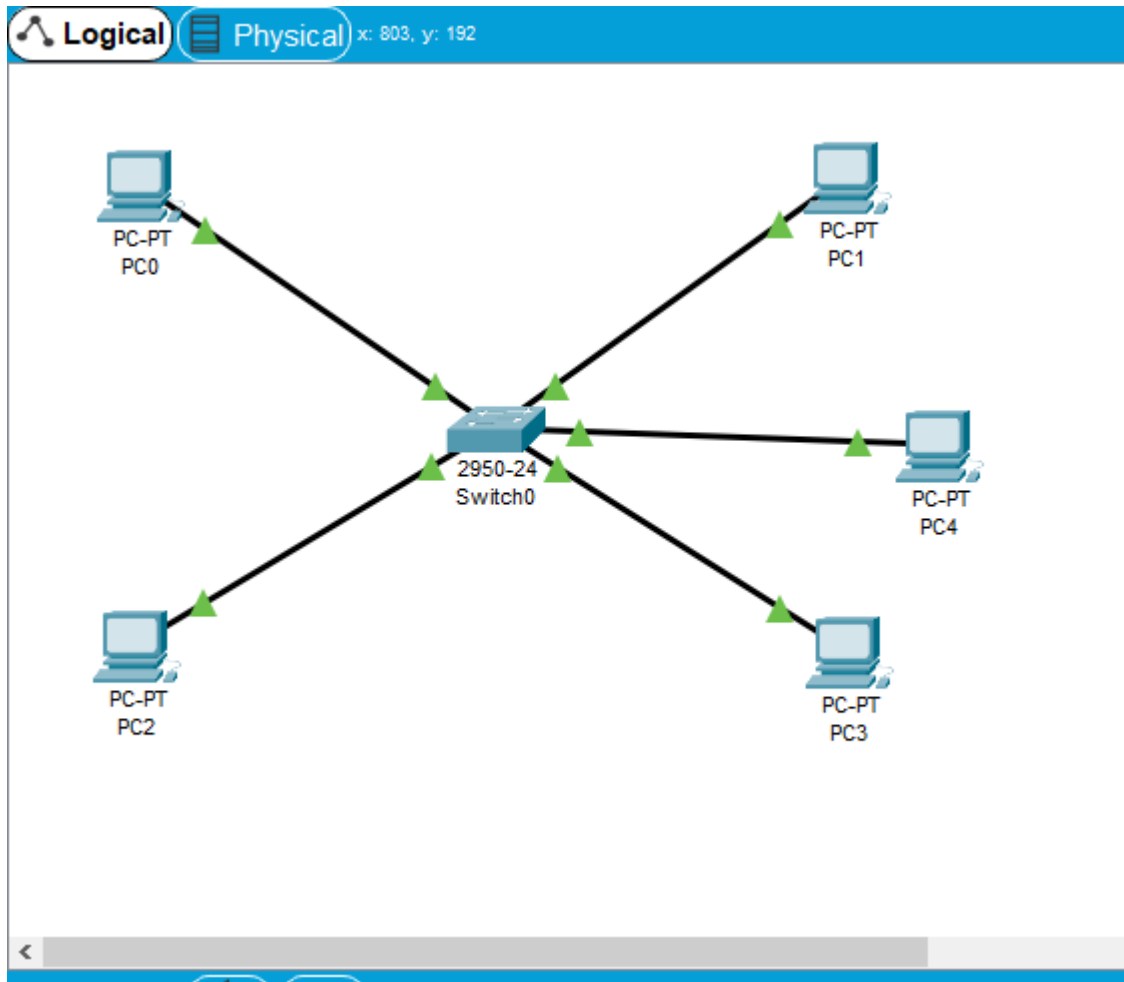 Logical Physical x: 803, y: 192
PC-PT
PC0
PC-PT
PC1
2950-24
Switch0
PC-PT
PC4
PC-PT
PC2
PC-PT
PC3